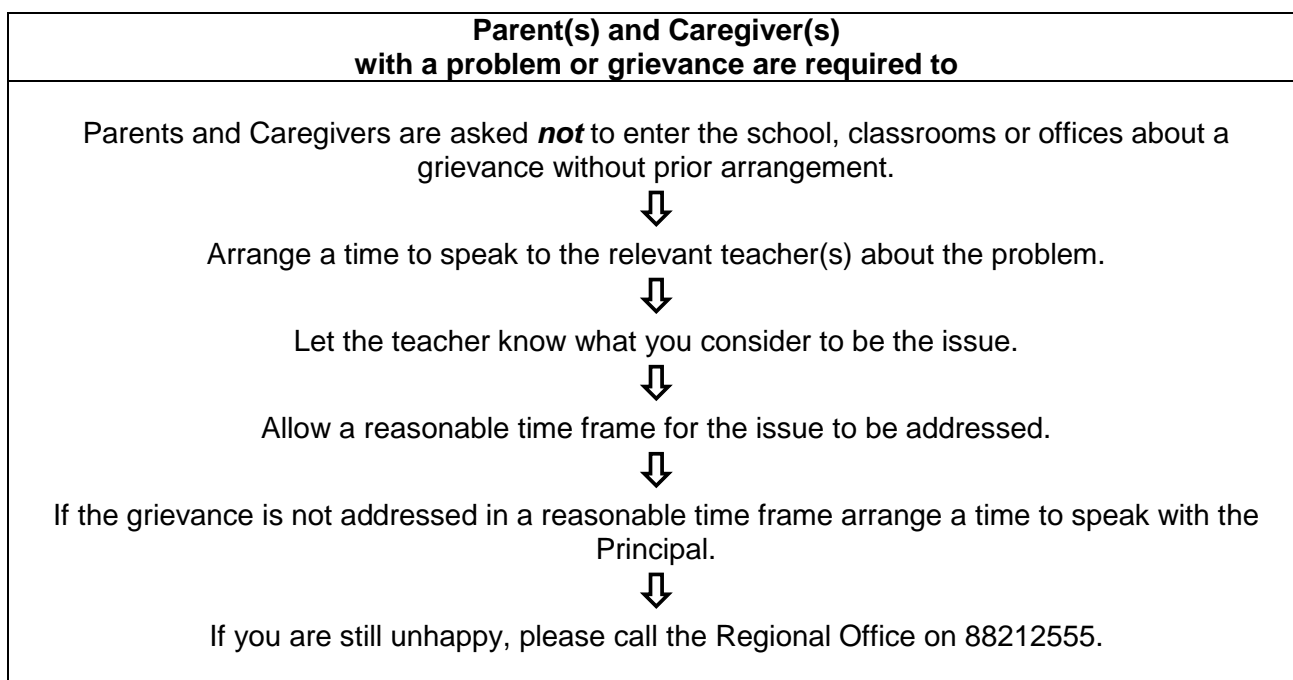 Parent(s) and Caregiver(s)
with a problem or grievance are required to
Parents and Caregivers are asked not to enter the school, classrooms or offices about a
grievance without prior arrangement.
Arrange a time to speak to the relevant teacher(s) about the problem.
Let the teacher know what you consider to be the issue.
Allow a reasonable time frame for the issue to be addressed.
If the grievance is not addressed in a reasonable time frame arrange a time to speak with the
Principal.
If you are still unhappy, please call the Regional Office on 88212555.